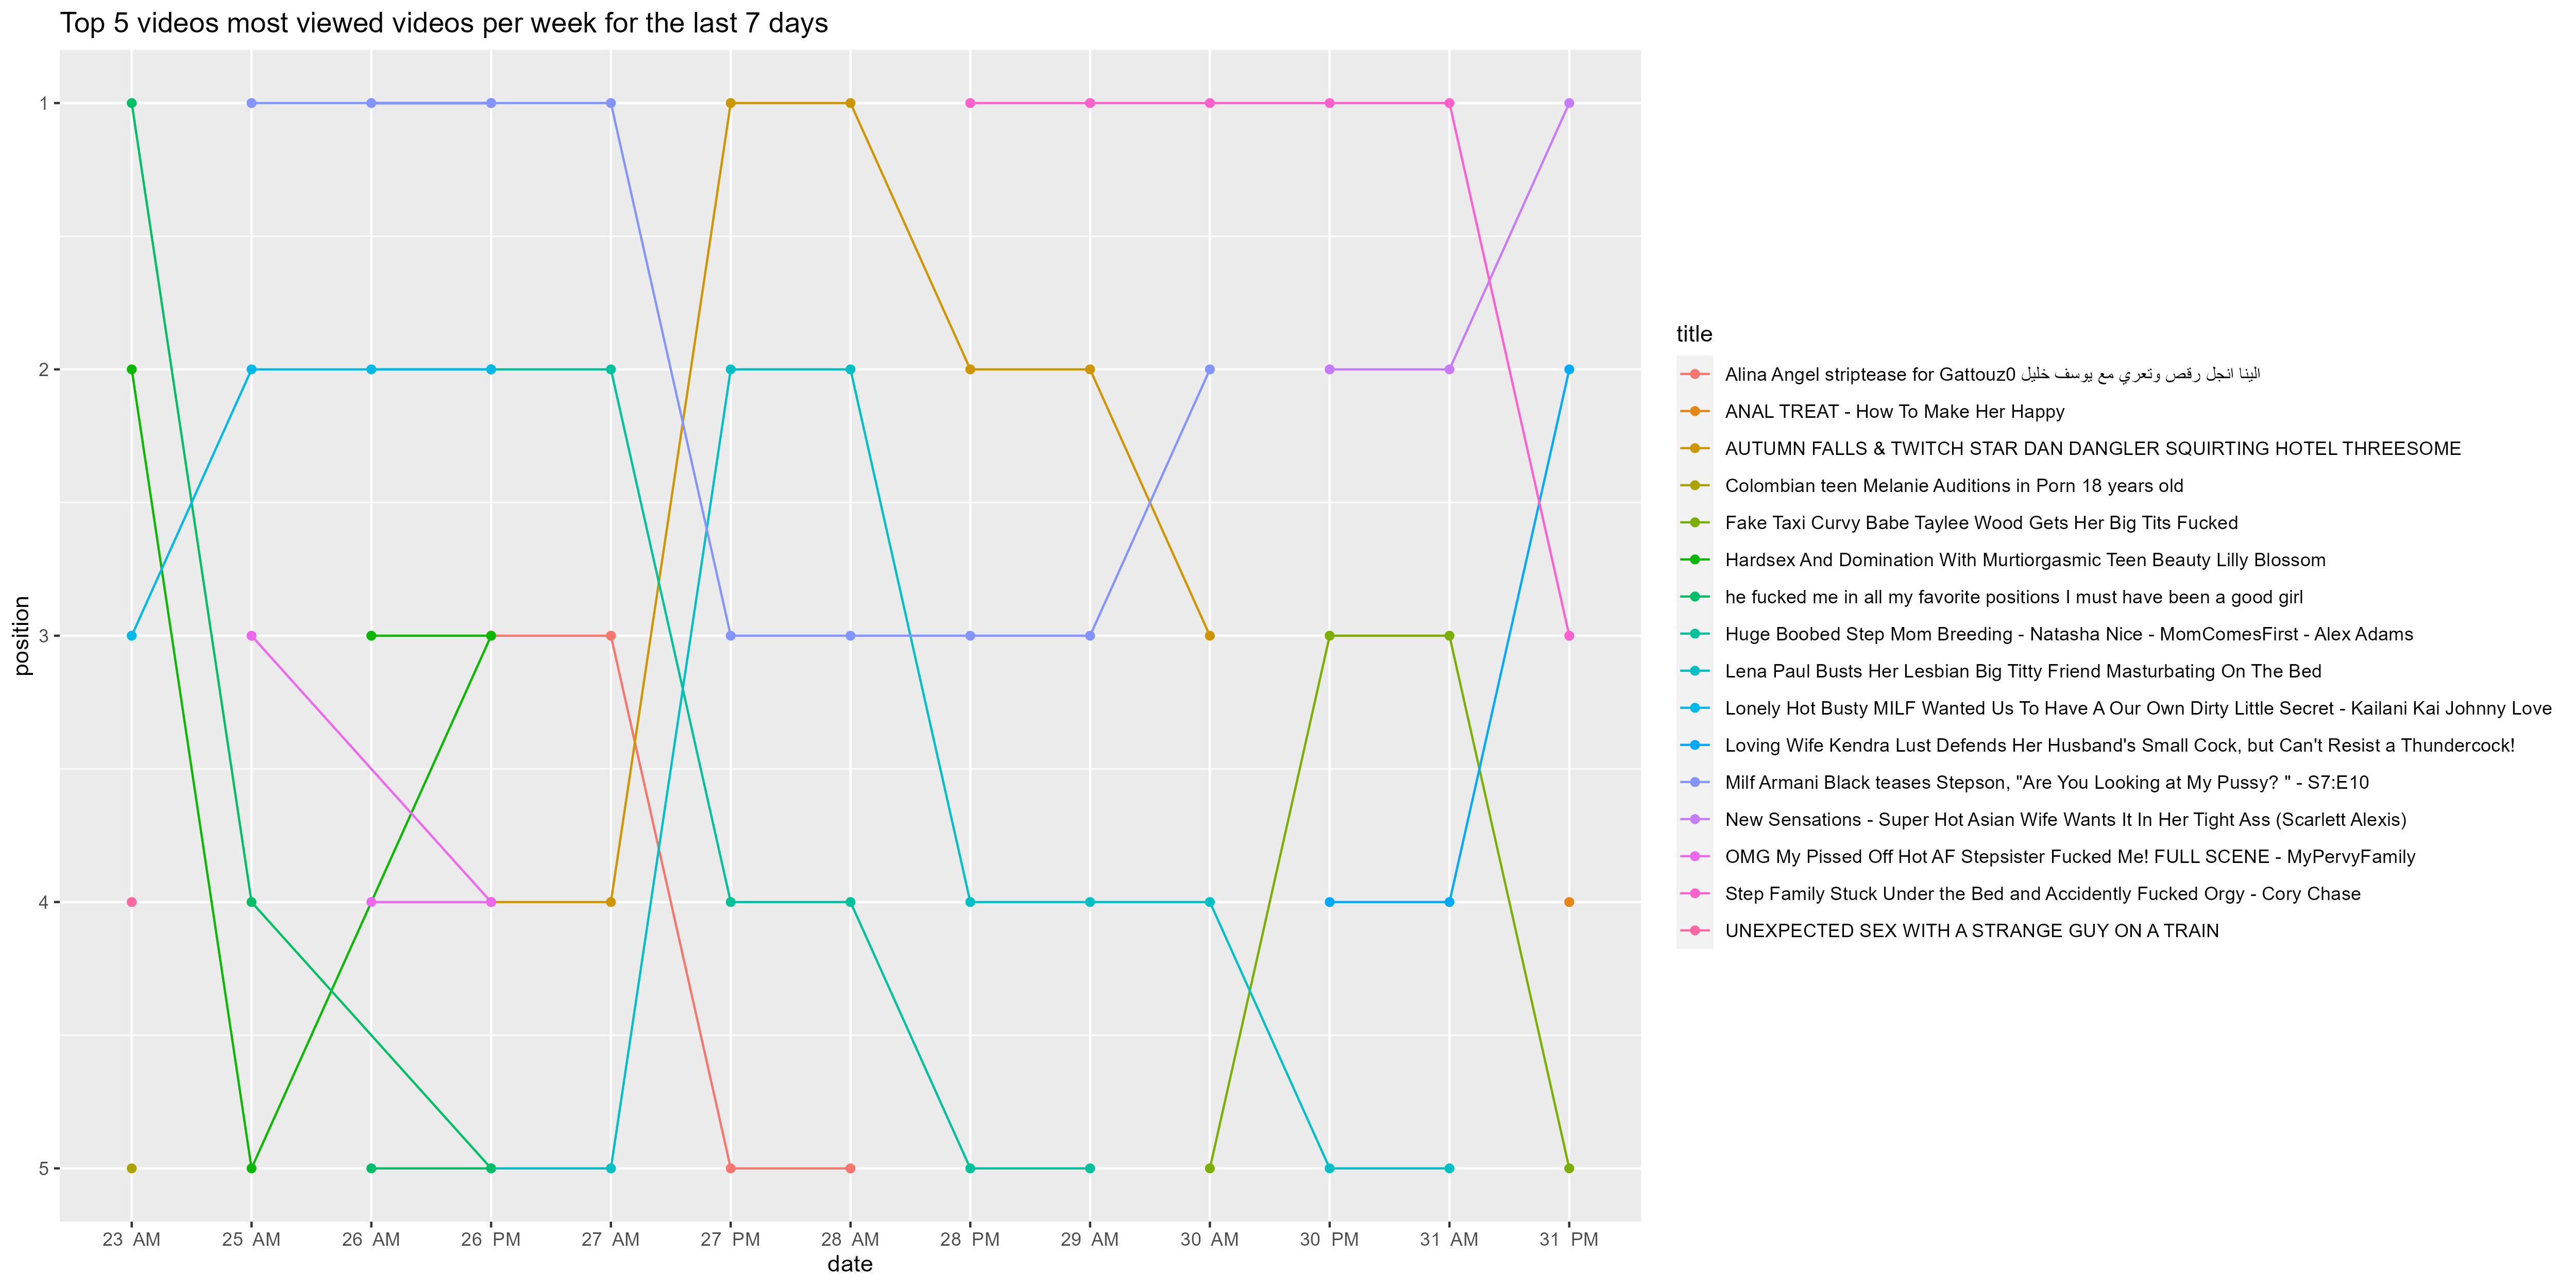 Top 5 videos most viewed videos per week for the last 7 days
position
1
2
3
4
5
23 AM
25 AM
26 AM
26 PM
27 AM
27 PM
28 AM
28 PM
29 AM
30 AM
30 PM
31 AM
31 PM
date
title
Alina Angel striptease for Gattouz0 الينا انجل رقص وتعري مع يوسف خليل
ANAL TREAT - How To Make Her Happy
AUTUMN FALLS & TWITCH STAR DAN DANGLER SQUIRTING HOTEL THREESOME
Colombian teen Melanie Auditions in Porn 18 years old
Fake Taxi Curvy Babe Taylee Wood Gets Her Big Tits Fucked
Hardsex And Domination With Murtiorgasmic Teen Beauty Lilly Blossom
he fucked me in all my favorite positions I must have been a good girl
Huge Boobed Step Mom Breeding - Natasha Nice - MomComesFirst - Alex Adams
Lena Paul Busts Her Lesbian Big Titty Friend Masturbating On The Bed
Lonely Hot Busty MILF Wanted Us To Have A Our Own Dirty Little Secret - Kailani Kai Johnny Love
Loving Wife Kendra Lust Defends Her Husband's Small Cock, but Can't Resist a Thundercock!
Milf Armani Black teases Stepson, "Are You Looking at My Pussy? " - S7:E10
New Sensations - Super Hot Asian Wife Wants It In Her Tight Ass (Scarlett Alexis)
OMG My Pissed Off Hot AF Stepsister Fucked Me! FULL SCENE - MyPervyFamily
Step Family Stuck Under the Bed and Accidently Fucked Orgy - Cory Chase
UNEXPECTED SEX WITH A STRANGE GUY ON A TRAIN